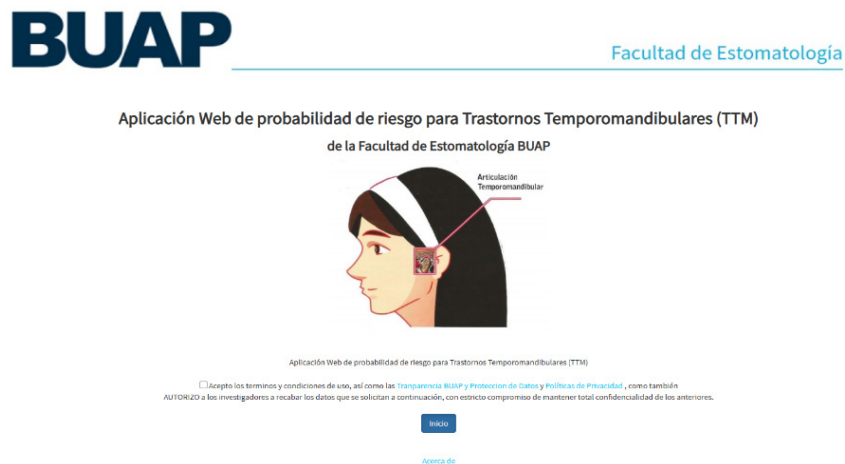 BUAP
Facultad de Estomatología
Aplicación Web de probabilidad de riesgo para Trastornos Temporomandibulares (TTM)
de la Facultad de Estomatología BUAP
Articulación
Temporomandibular
Aplicación Web de probabilidad de riesgo para Trastornos Temporomandibulares (TTM)
Acepto los terminos y condiciones de uso, así como las Tranparencia BUAP y Proteccion de Datos y Políticas de Privacidad , como también
AUTORIZO a los investigadores a recabar los datos que se solicitan a continuación, con estricto compromiso de mantener total confidencialidad de los anteriores.
Inicio
Acerca de